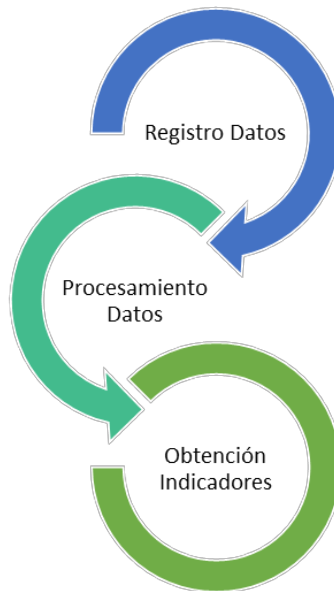 Registro Datos
Procesamiento
Datos
Obtención
Indicadores